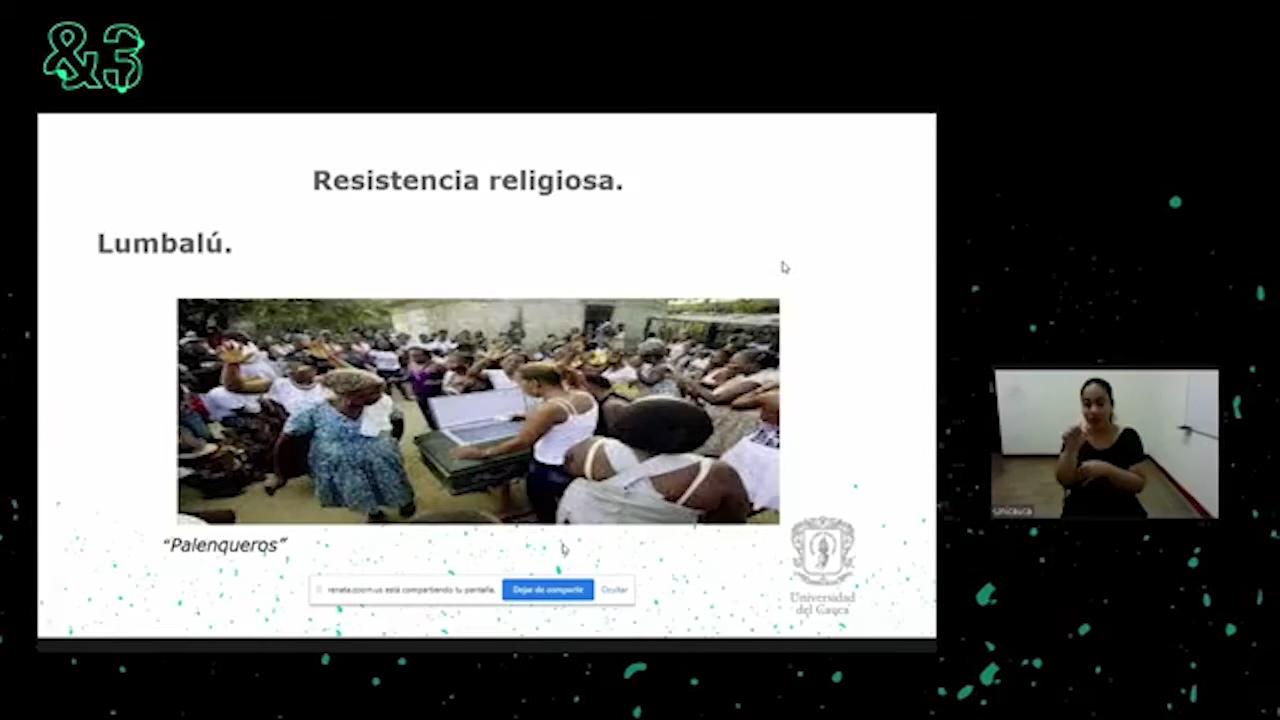 &3
Resistencia religiosa.
Lumbalú.
"Palenqueros"
renata.zoom.us está compartiendo tu pantalla.
Dejar de compartir
Ocultar
Universidad
del Cauca
Unicauca